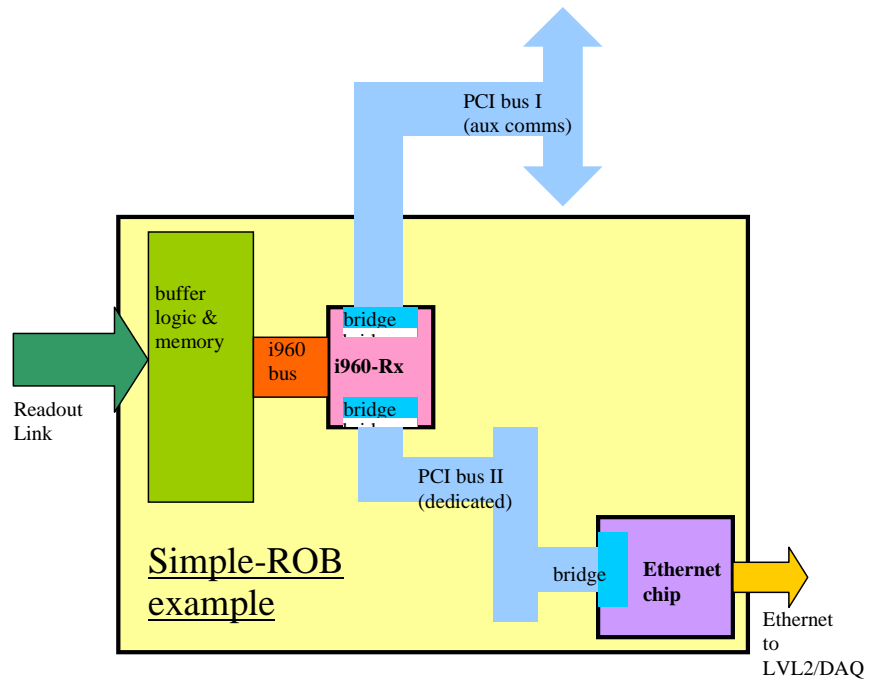 PCI bus I
(aux comms)
buffer
logic &
memory
bridge
i960
bus
i960-Rx
bridge
Readout
Link
PCI bus II
(dedicated)
Simple-ROB
example
bridge
Ethernet
chip
Ethernet
to
LVL2/DAQ